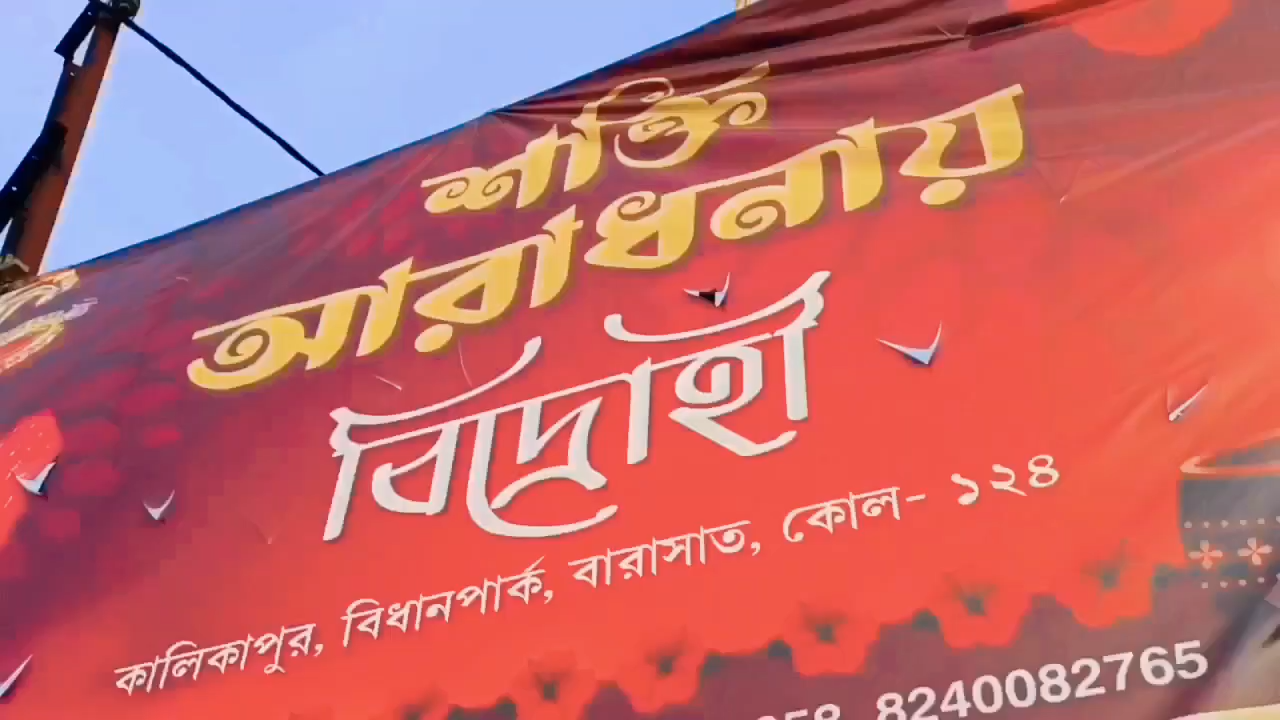 শক্তি
আরাধনায়
বিদ্রোহী
কালিকাপুর, বিধানপার্ক, বারাসাত, কোল- ১২৪
8240082765